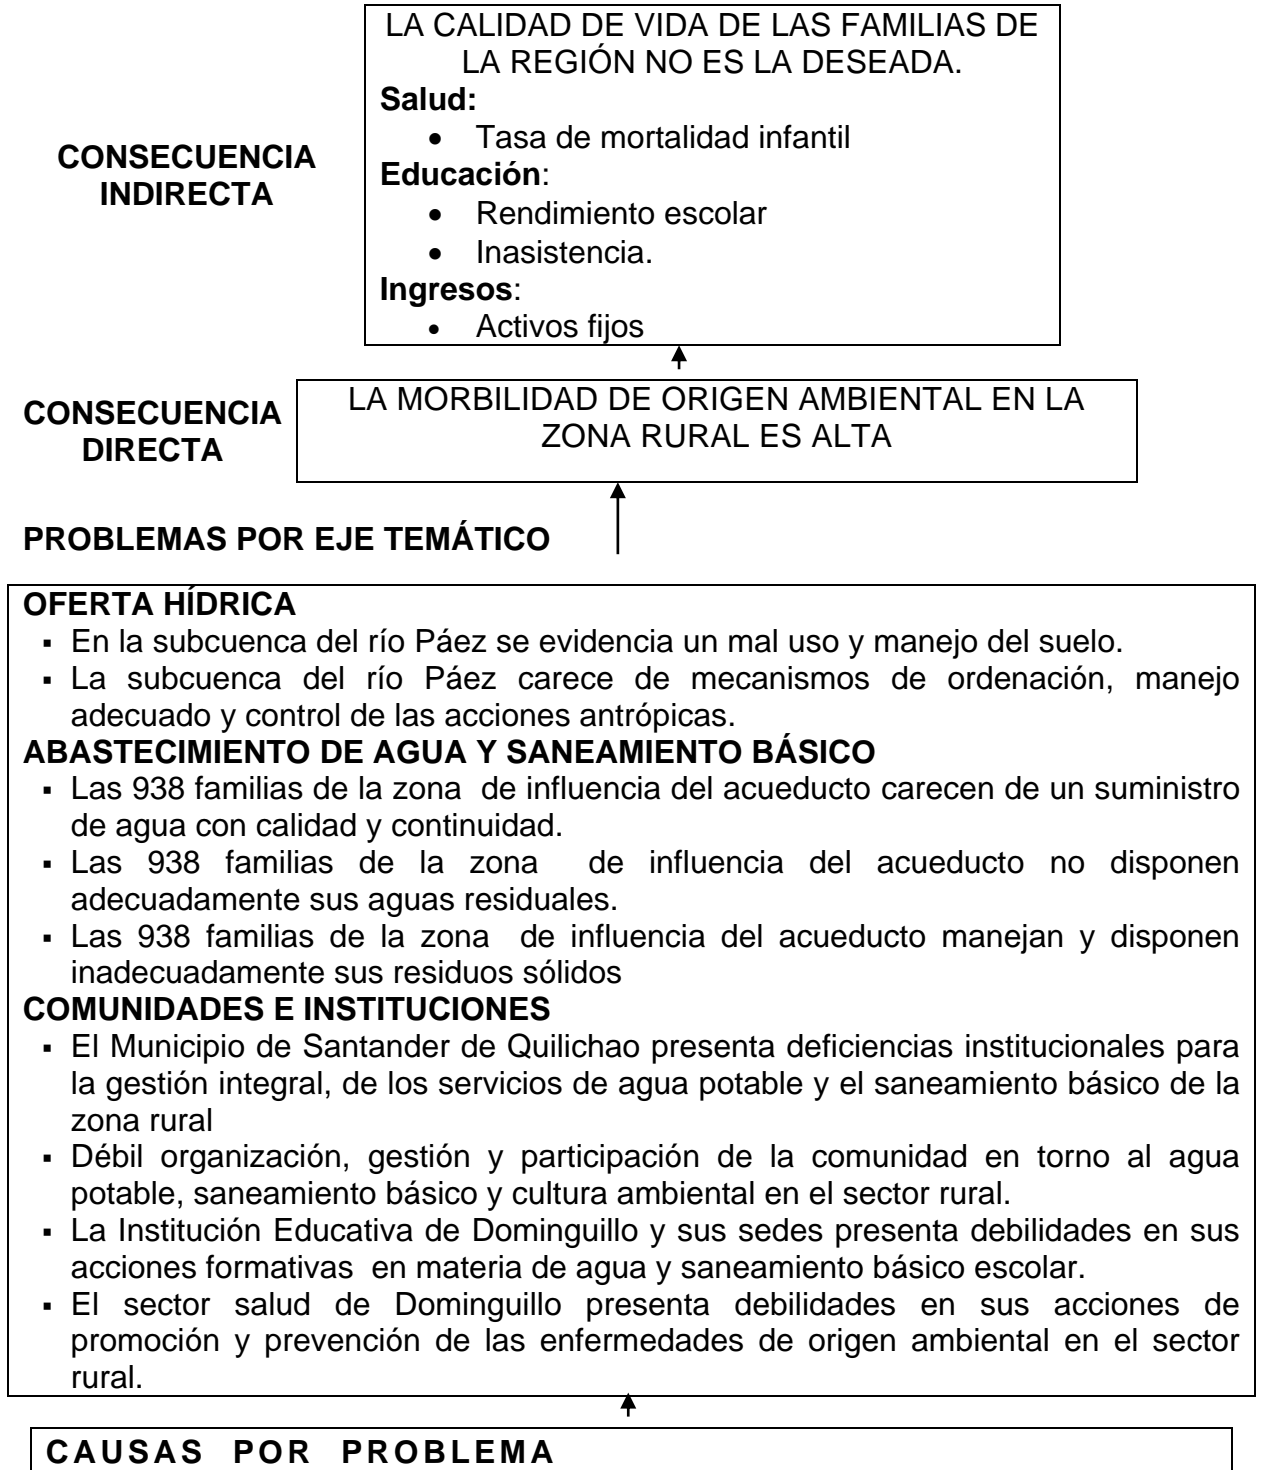 LA CALIDAD DE VIDA DE LAS FAMILIAS DE
LA REGIÓN NO ES LA DESEADA.
Salud:
• Tasa de mortalidad infantil
Educación:
• Rendimiento escolar
• Inasistencia.
Ingresos:
• Activos fijos
CONSECUENCIA
INDIRECTA
LA MORBILIDAD DE ORIGEN AMBIENTAL EN LA
ZONA RURAL ES ALTA
CONSECUENCIA
DIRECTA
PROBLEMAS POR EJE TEMÁTICO
OFERTA HÍDRICA
▪ En la subcuenca del río Páez se evidencia un mal uso y manejo del suelo.
▪ La subcuenca del río Páez carece de mecanismos de ordenación, manejo
adecuado y control de las acciones antrópicas.
ABASTECIMIENTO DE AGUA Y SANEAMIENTO BÁSICO
▪ Las 938 familias de la zona de influencia del acueducto carecen de un suministro
de agua con calidad y continuidad.
▪ Las 938 familias de la zona de influencia del acueducto no disponen
adecuadamente sus aguas residuales.
▪ Las 938 familias de la zona de influencia del acueducto manejan y disponen
inadecuadamente sus residuos sólidos
COMUNIDADES E INSTITUCIONES
▪ El Municipio de Santander de Quilichao presenta deficiencias institucionales para
la gestión integral, de los servicios de agua potable y el saneamiento básico de la
zona rural
▪ Débil organización, gestión y participación de la comunidad en torno al agua
potable, saneamiento básico y cultura ambiental en el sector rural.
▪ La Institución Educativa de Dominguillo y sus sedes presenta debilidades en sus
acciones formativas en materia de agua y saneamiento básico escolar.
▪ El sector salud de Dominguillo presenta debilidades en sus acciones de
promoción y prevención de las enfermedades de origen ambiental en el sector
rural.
CAUSAS POR PROBLEMA